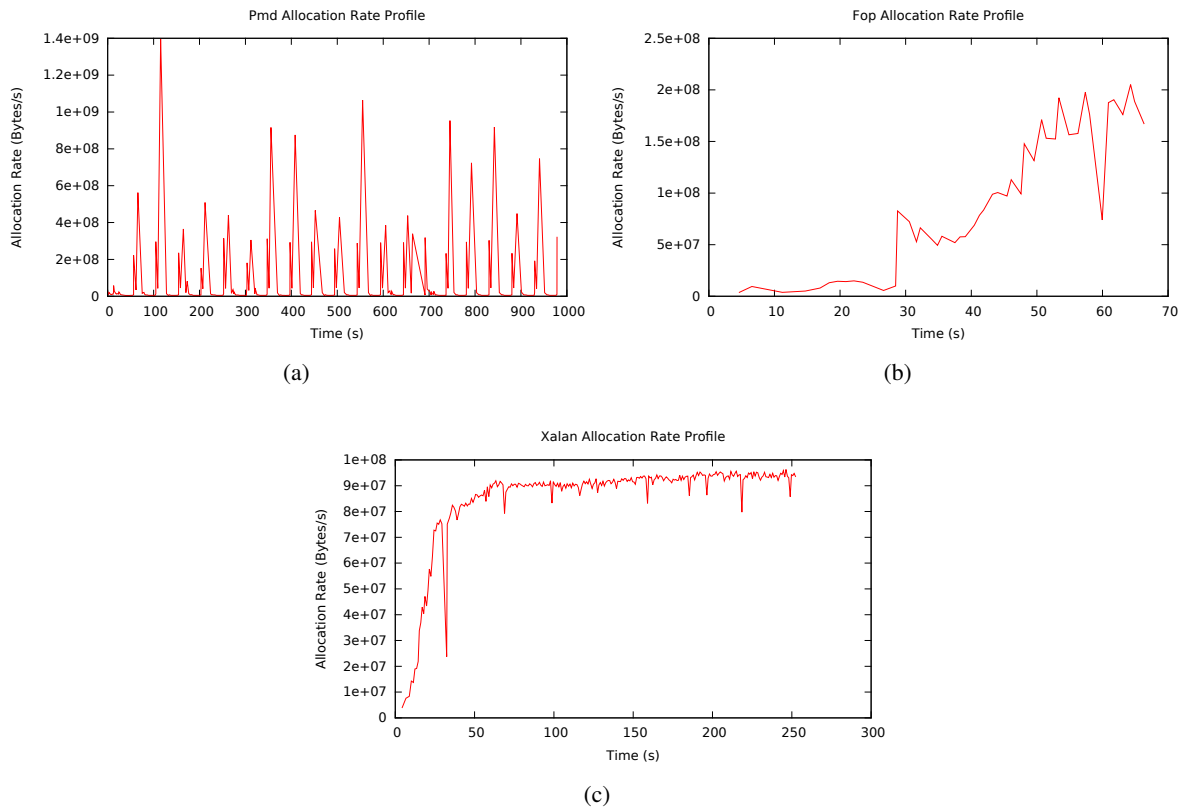 Pmd Allocation Rate Profile
Allocation Rate (Bytes/s)
1.4e+09
1.2e+09
1e+09
8e+08
6e+08
4e+08
2e+08
0
0 100 200 300 400 500 600 700 800 900 1000
Time (s)
(a)
Fop Allocation Rate Profile
Allocation Rate (Bytes/s)
2.5e+08
2e+08
1.5e+08
1e+08
5e+07
0
0 10 20 30 40 50 60 70
Time (s)
(b)
Xalan Allocation Rate Profile
Allocation Rate (Bytes/s)
1e+08
9e+07
8e+07
7e+07
6e+07
5e+07
4e+07
3e+07
2e+07
1e+07
0
0 50 100 150 200 250 300
Time (s)
(c)